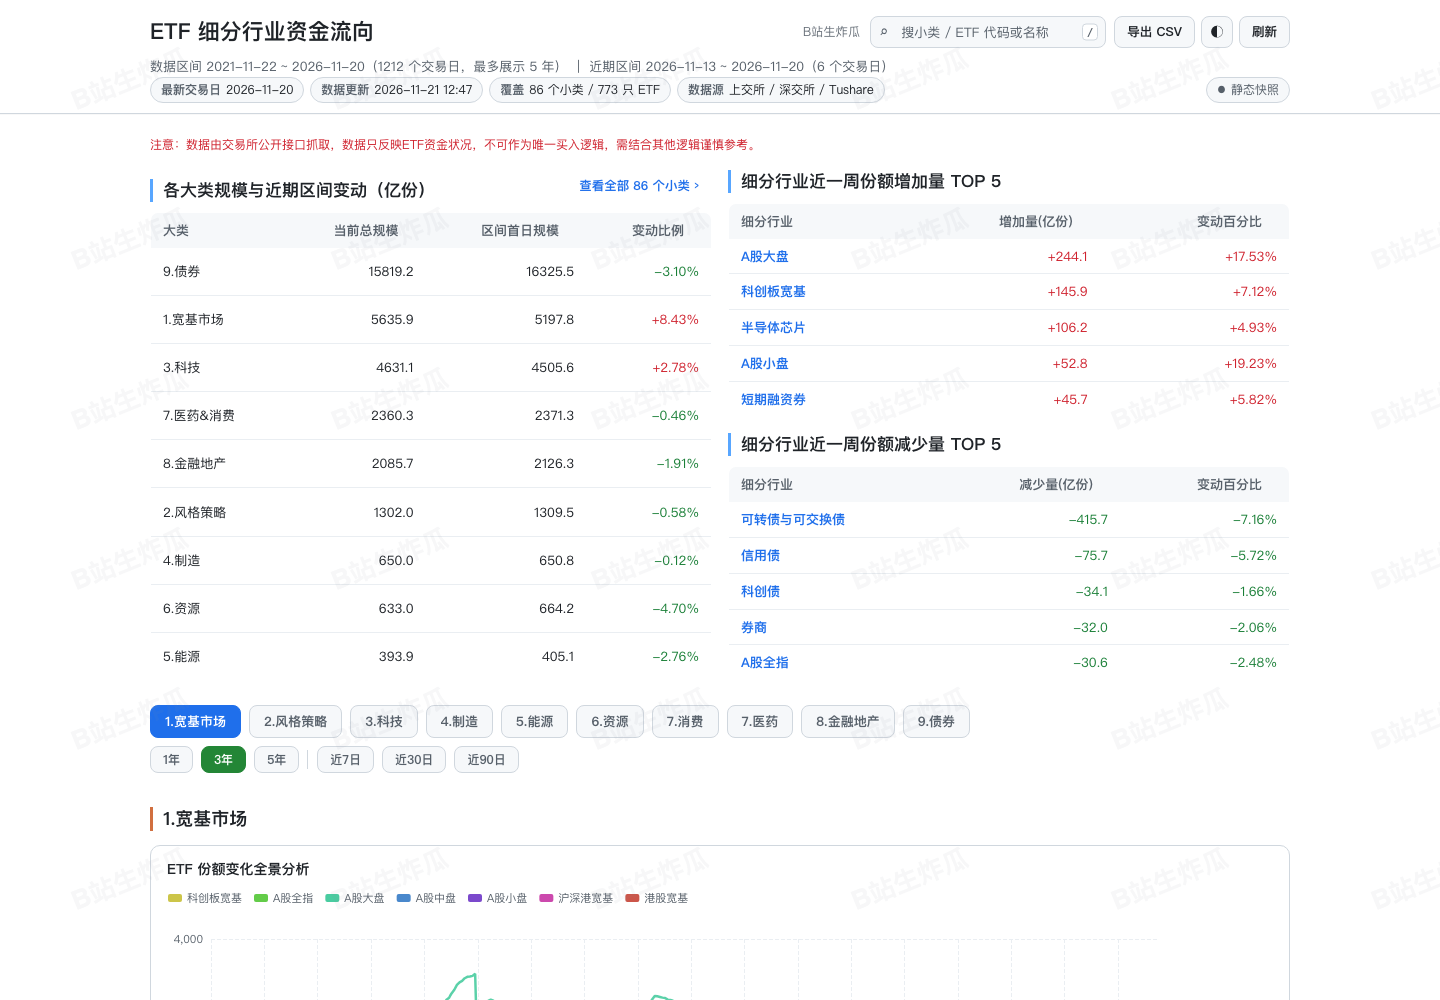 ETF 细分行业资金流向
B站生炸瓜
搜小类 / ETF 代码或名称 /
导出 CSV
刷新
数据区间 2021-11-22 ~ 2026-11-20（1212 个交易日，最多展示 5 年） | 近期区间 2026-11-13 ~ 2026-11-20（6 个交易日）
最新交易日 2026-11-20
数据更新 2026-11-21 12:47
覆盖 86 个小类 / 773 只 ETF
数据源 上交所 / 深交所 / Tushare
静态快照
注意：数据由交易所公开接口抓取，数据只反映ETF资金状况，不可作为唯一买入逻辑，需结合其他逻辑谨慎参考。
各大类规模与近期区间变动（亿份）
查看全部 86 个小类 ›
大类 当前总规模 区间首日规模 变动比例
9.债券 15819.2 16325.5 -3.10%
1.宽基市场 5635.9 5197.8 +8.43%
3.科技 4631.1 4505.6 +2.78%
7.医药&消费 2360.3 2371.3 -0.46%
8.金融地产 2085.7 2126.3 -1.91%
2.风格策略 1302.0 1309.5 -0.58%
4.制造 650.0 650.8 -0.12%
6.资源 633.0 664.2 -4.70%
5.能源 393.9 405.1 -2.76%
细分行业近一周份额增加量 TOP 5
细分行业 增加量(亿份) 变动百分比
A股大盘 +244.1 +17.53%
科创板宽基 +145.9 +7.12%
半导体芯片 +106.2 +4.93%
A股小盘 +52.8 +19.23%
短期融资券 +45.7 +5.82%
细分行业近一周份额减少量 TOP 5
细分行业 减少量(亿份) 变动百分比
可转债与可交换债 -415.7 -7.16%
信用债 -75.7 -5.72%
科创债 -34.1 -1.66%
券商 -32.0 -2.06%
A股全指 -30.6 -2.48%
1.宽基市场 2.风格策略 3.科技 4.制造 5.能源 6.资源 7.消费 7.医药 8.金融地产 9.债券
1年 3年 5年 近7日 近30日 近90日
1.宽基市场
ETF 份额变化全景分析
科创板宽基 A股全指 A股大盘 A股中盘 A股小盘 沪深港宽基 港股宽基
4,000